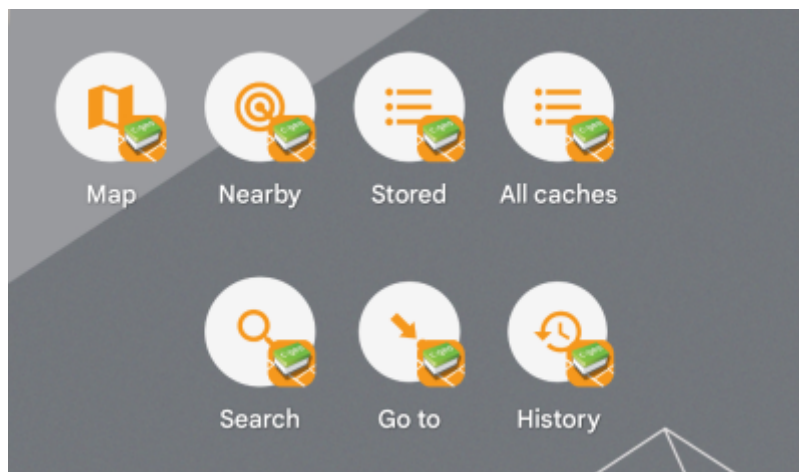 Map
Nearby
Stored
All caches
Search
Go to
History